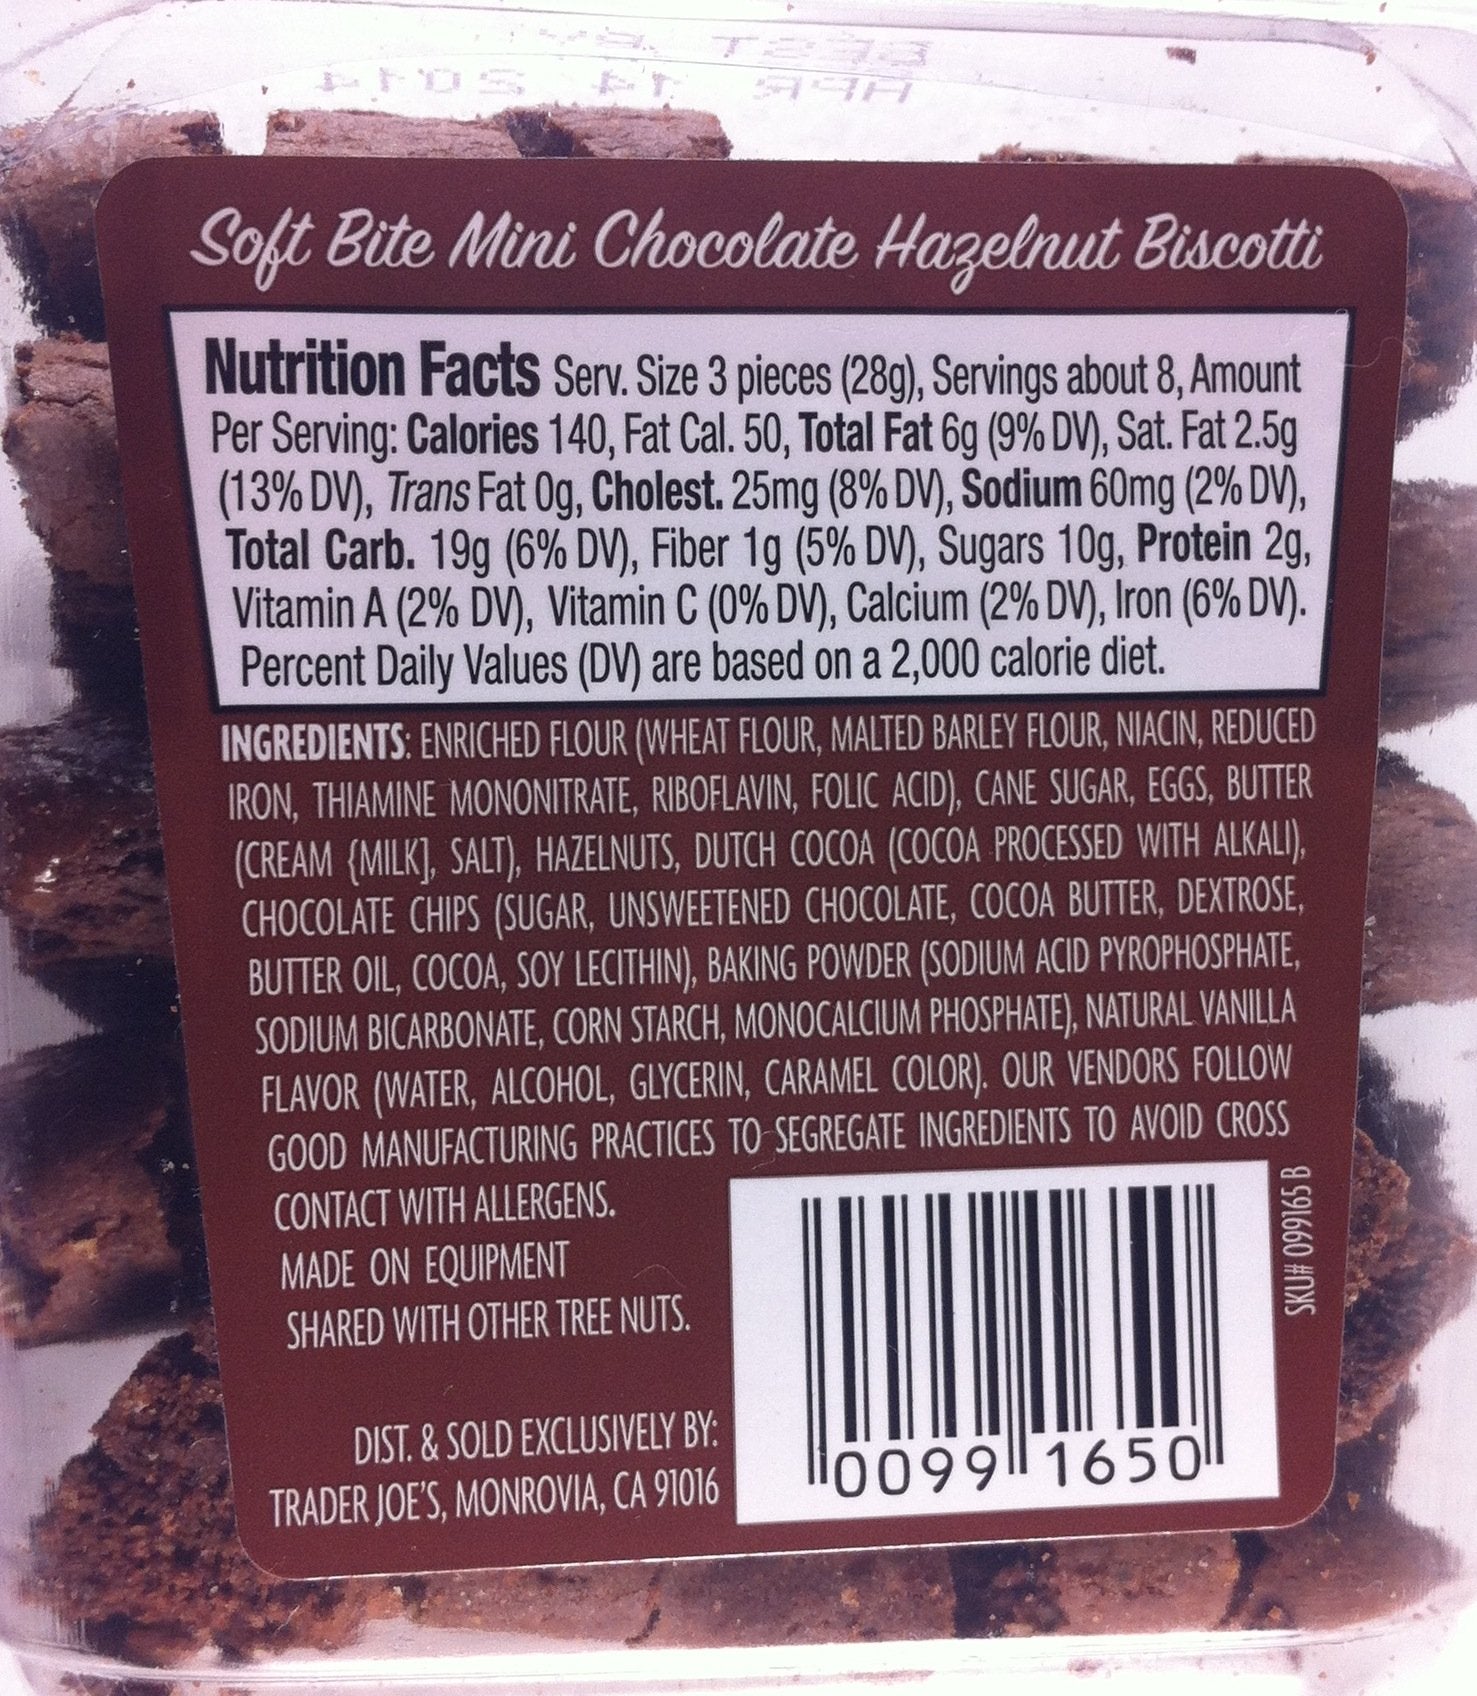 BEST BY
APR 14 2014
Soft Bite Mini Chocolate Hazelnut Biscotti
Nutrition Facts Serv. Size 3 pieces (28g), Servings about 8, Amount
Per Serving: Calories 140, Fat Cal. 50, Total Fat 6g (9% DV), Sat. Fat 2.5g
(13% DV), Trans Fat 0g, Cholest. 25mg (8% DV), Sodium 60mg (2% DV),
Total Carb. 19g (6% DV), Fiber 1g (5% DV), Sugars 10g, Protein 2g,
Vitamin A (2% DV), Vitamin C (0% DV), Calcium (2% DV), Iron (6% DV).
Percent Daily Values (DV) are based on a 2,000 calorie diet.
INGREDIENTS: ENRICHED FLOUR (WHEAT FLOUR, MALTED BARLEY FLOUR, NIACIN, REDUCED
IRON, THIAMINE MONONITRATE, RIBOFLAVIN, FOLIC ACID), CANE SUGAR, EGGS, BUTTER
(CREAM {MILK], SALT), HAZELNUTS, DUTCH COCOA (COCOA PROCESSED WITH ALKALI),
CHOCOLATE CHIPS (SUGAR, UNSWEETENED CHOCOLATE, COCOA BUTTER, DEXTROSE,
BUTTER OIL, COCOA, SOY LECITHIN), BAKING POWDER (SODIUM ACID PYROPHOSPHATE,
SODIUM BICARBONATE, CORN STARCH, MONOCALCIUM PHOSPHATE), NATURAL VANILLA
FLAVOR (WATER, ALCOHOL, GLYCERIN, CARAMEL COLOR). OUR VENDORS FOLLOW
GOOD MANUFACTURING PRACTICES TO SEGREGATE INGREDIENTS TO AVOID CROSS
CONTACT WITH ALLERGENS.
MADE ON EQUIPMENT
SHARED WITH OTHER TREE NUTS.
DIST. & SOLD EXCLUSIVELY BY:
TRADER JOE'S, MONROVIA, CA 91016
0099 1650
SKU# 099165 B